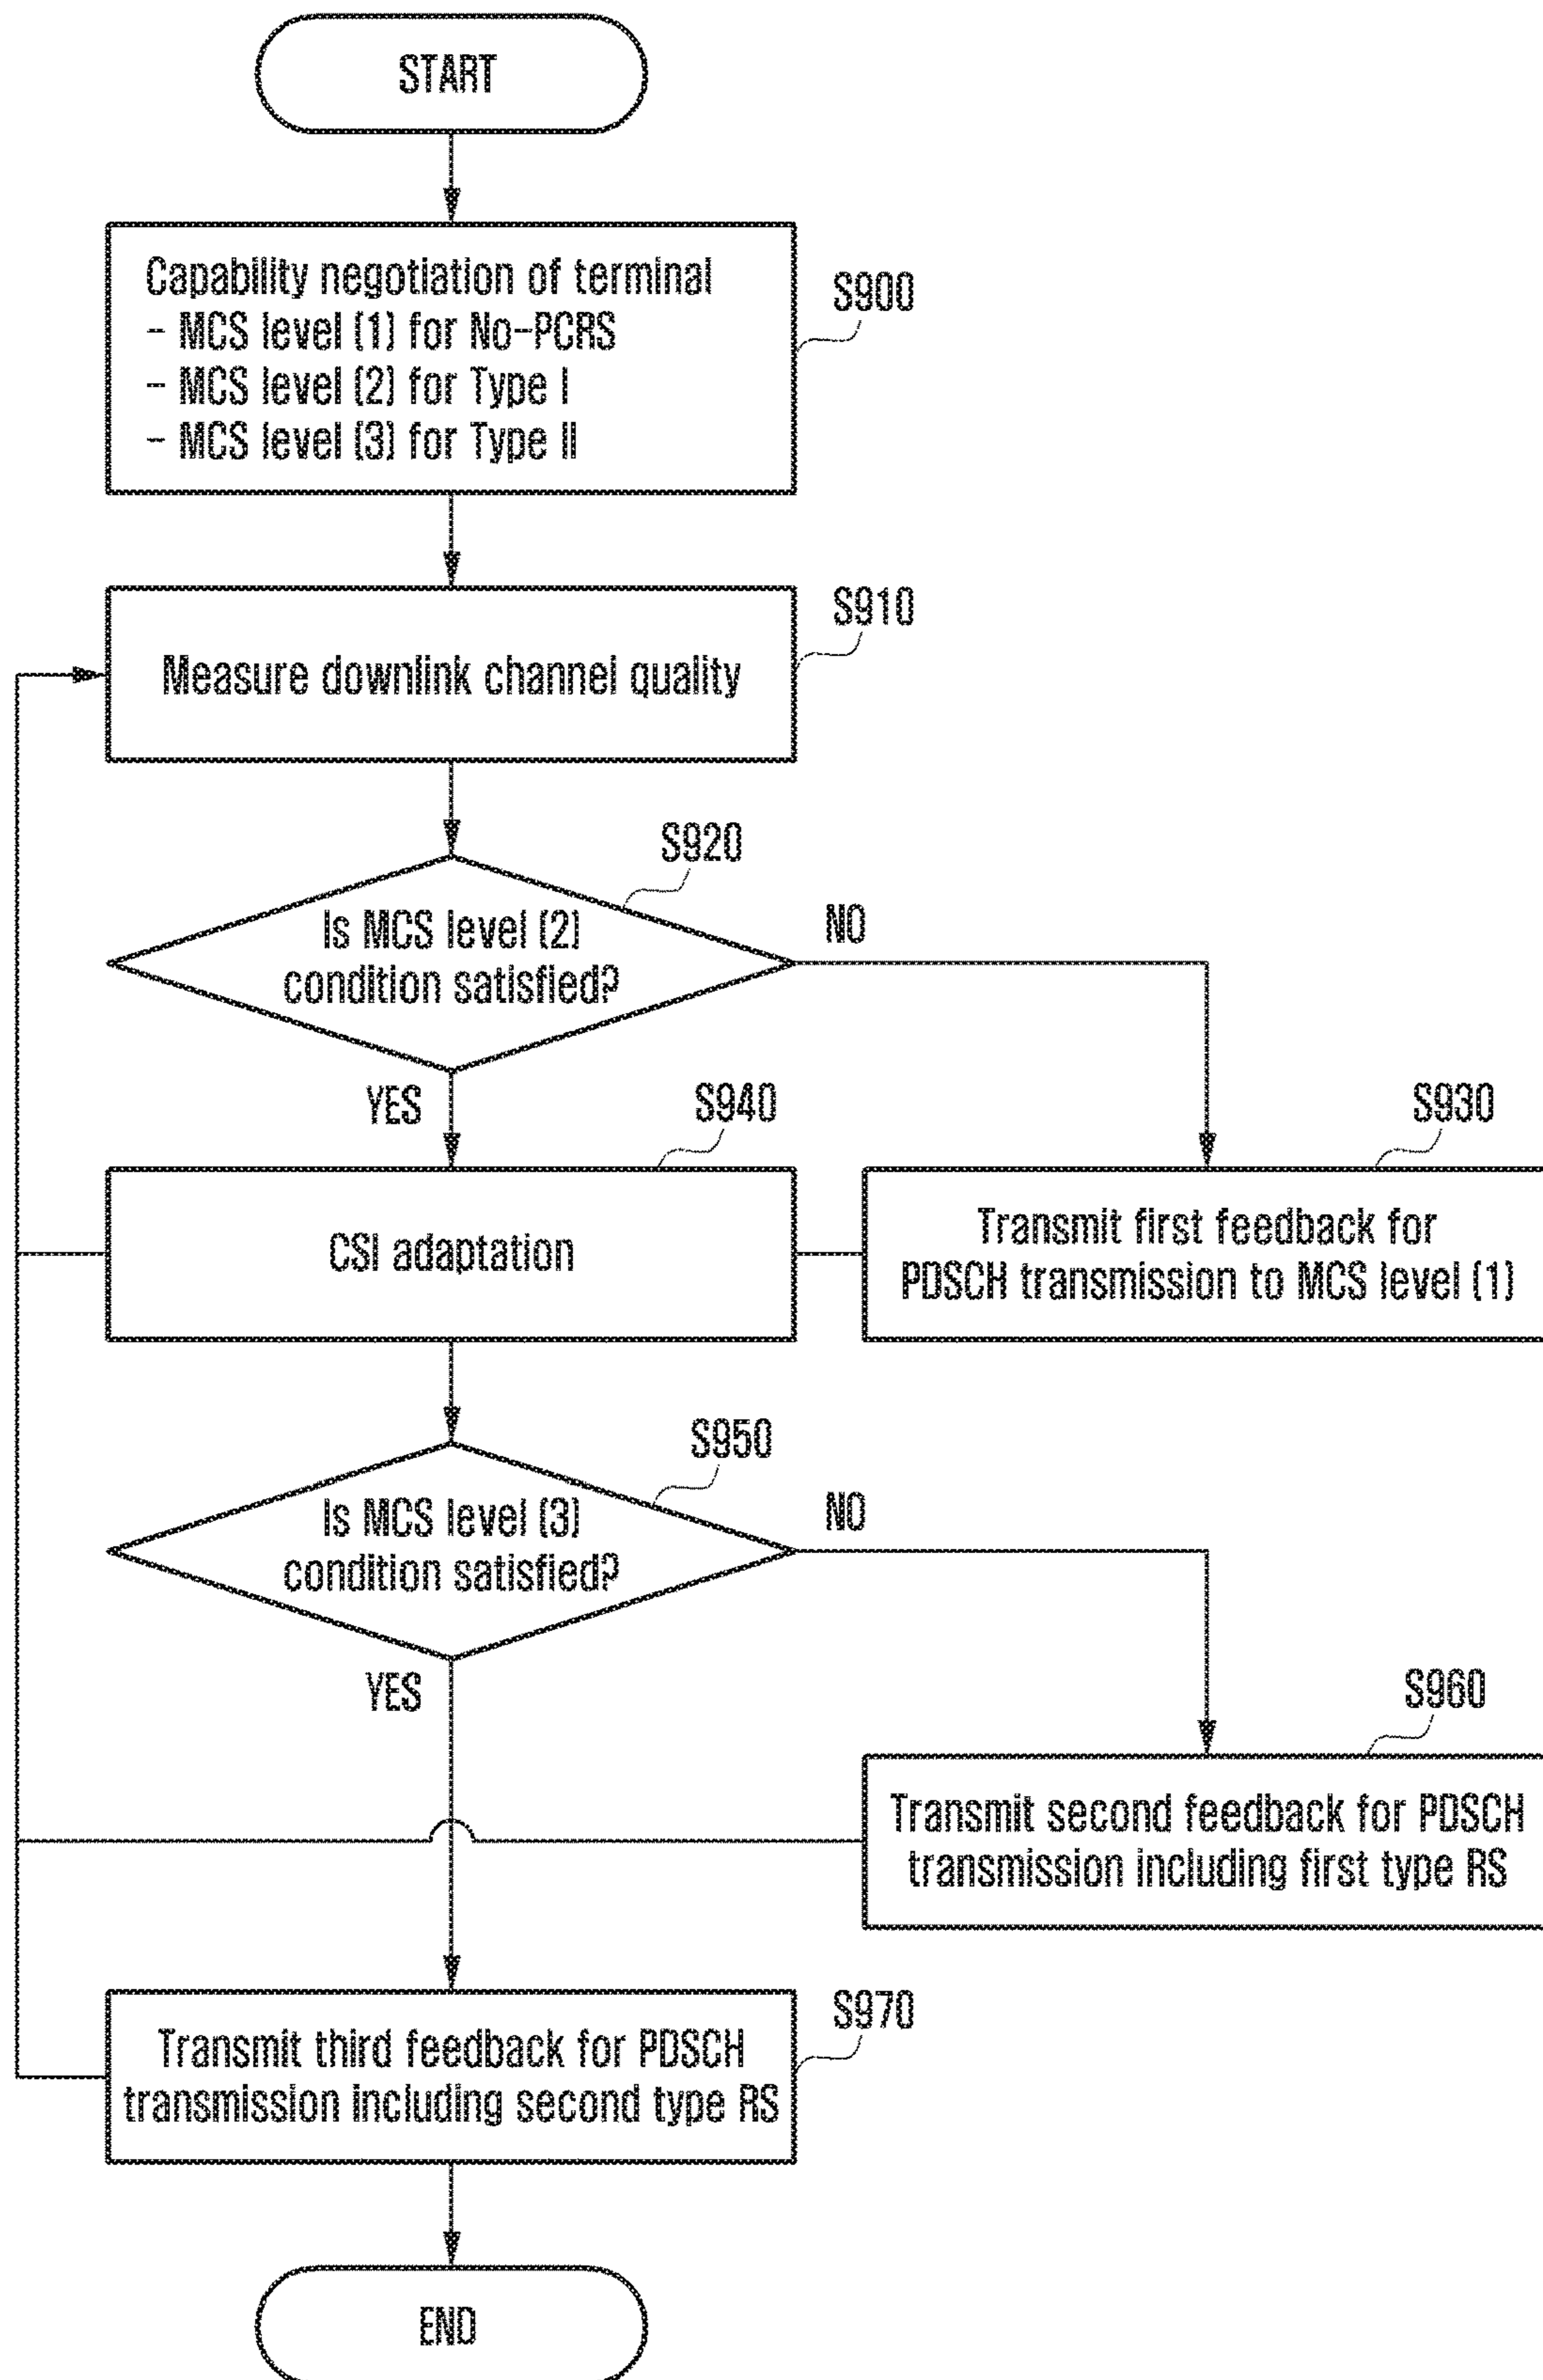 START
Capability negotiation of terminal
- MCS level (1) for No-PCRS
- MCS level (2) for Type I
- MCS level (3) for Type II
S900
S910
Measure downlink channel quality
S920
Is MCS level (2)
condition satisfied?
NO
YES
S940
S930
CSI adaptation
Transmit first feedback for
PDSCH transmission to MCS level (1)
S950
Is MCS level (3)
condition satisfied?
NO
YES
S960
Transmit second feedback for PDSCH
transmission including first type RS
S970
Transmit third feedback for PDSCH
transmission including second type RS
END